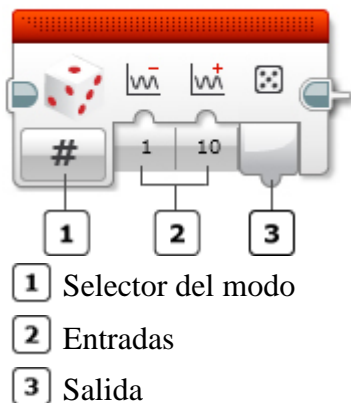 # 1 10
1 2 3
1 Selector del modo
2 Entradas
3 Salida